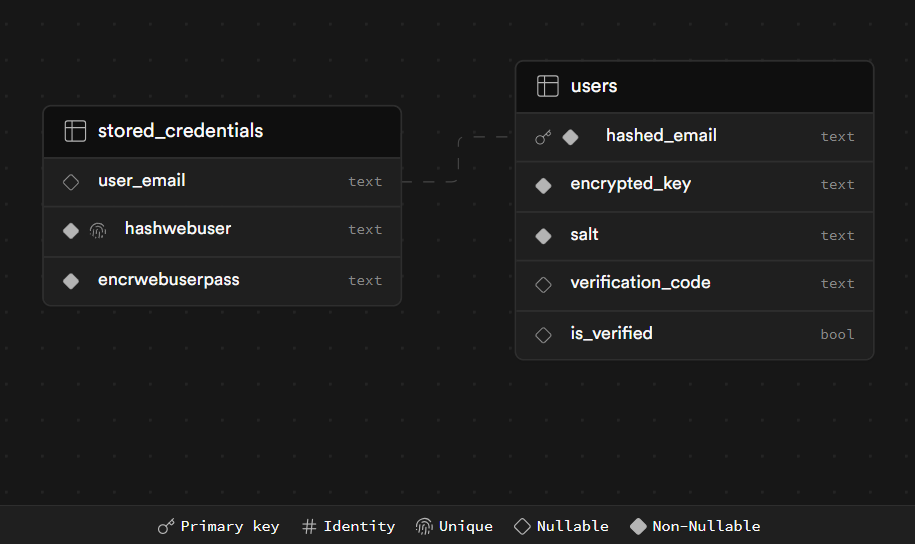 stored_credentials
user_email text
hashwebuser text
encrwebuserpass text
users
hashed_email text
encrypted_key text
salt text
verification_code text
is_verified bool
Primary key Identity Unique Nullable Non-Nullable